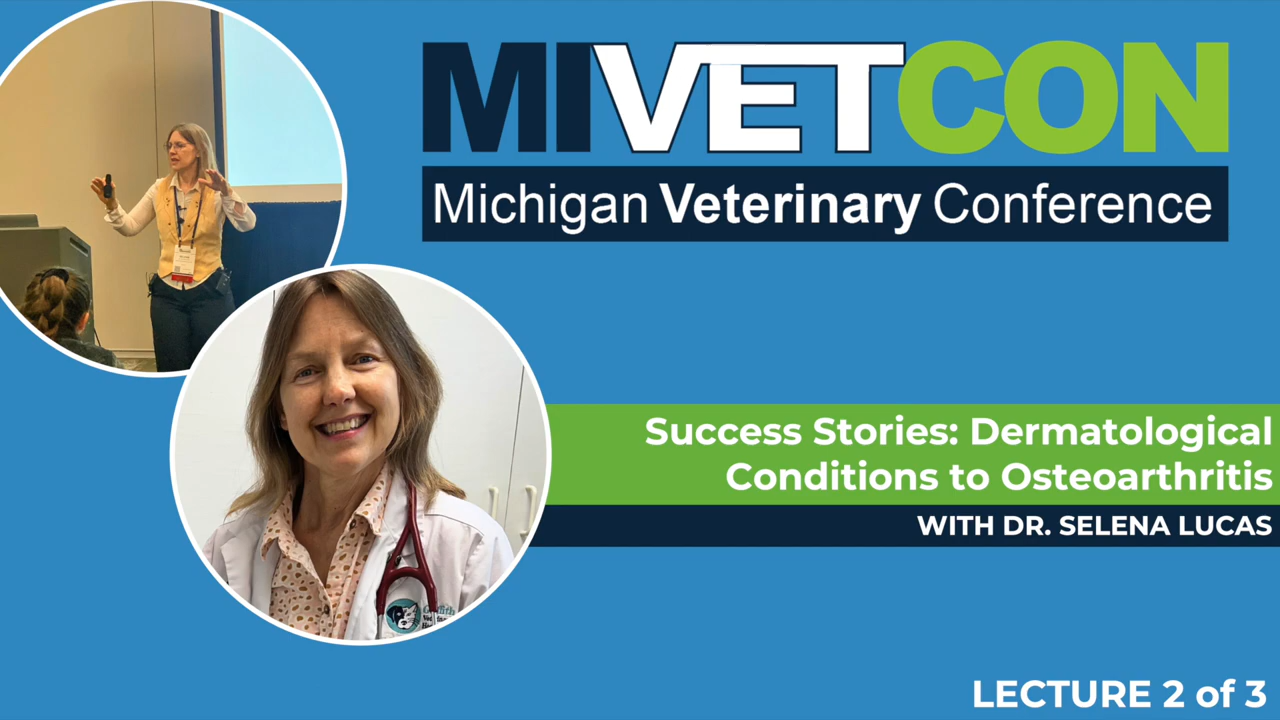 MIVETCON
Michigan Veterinary Conference
Success Stories: Dermatological
Conditions to Osteoarthritis
WITH DR. SELENA LUCAS
LECTURE 2 of 3